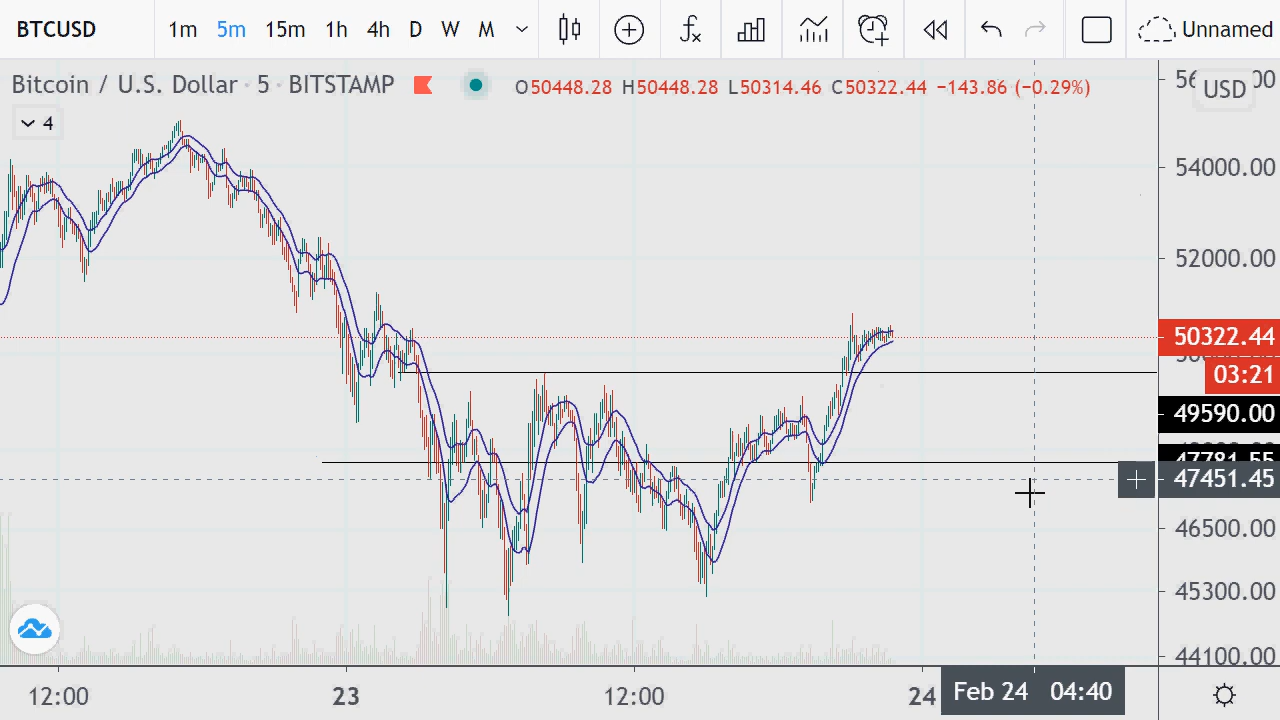 BTCUSD 1m 5m 15m 1h 4h D W M Unnamed
Bitcoin / U.S. Dollar · 5 · BITSTAMP O50448.28 H50448.28 L50314.46 C50322.44 −143.86 (−0.29%)
USD
4
54000.00
52000.00
50322.44
03:21
49590.00
47781.55
47451.45
46500.00
45300.00
44100.00
12:00 23 12:00 24 Feb 24 04:40